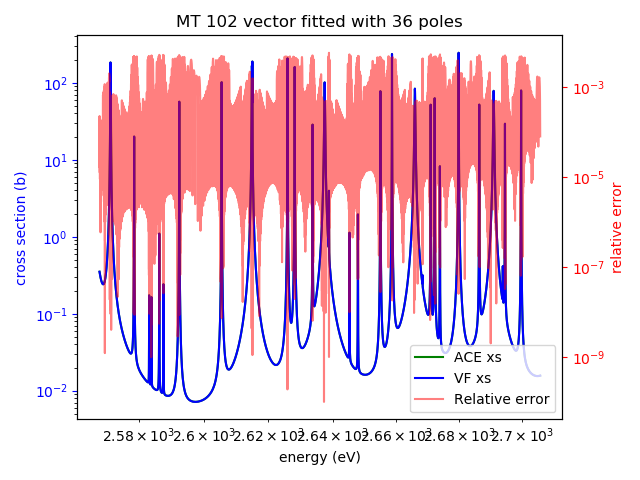 MT 102 vector fitted with 36 poles
10²
10¹
10⁰
10⁻¹
10⁻²
cross section (b)
10⁻³
10⁻⁵
10⁻⁷
10⁻⁹
relative error
ACE xs
VF xs
Relative error
2.58 × 10³ 2.6 × 10³ 2.62 × 10³ 2.64 × 10³ 2.66 × 10³ 2.68 × 10³ 2.7 × 10³
energy (eV)